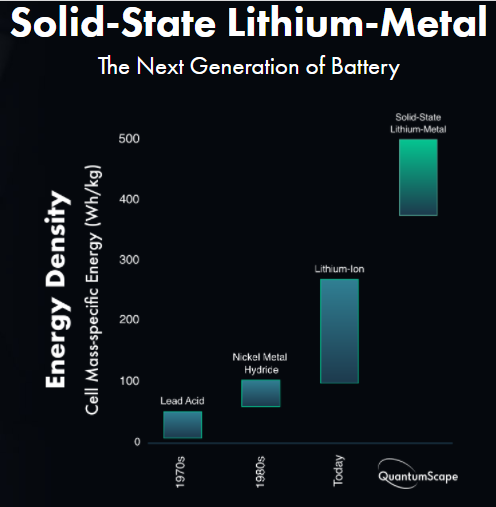 Solid-State Lithium-Metal
The Next Generation of Battery
Energy Density
Cell Mass-specific Energy (Wh/kg)
500
400
300
200
100
0
Lead Acid
Nickel Metal
Hydride
Lithium-Ion
Solid-State
Lithium-Metal
1970s
1980s
Today
QuantumScape